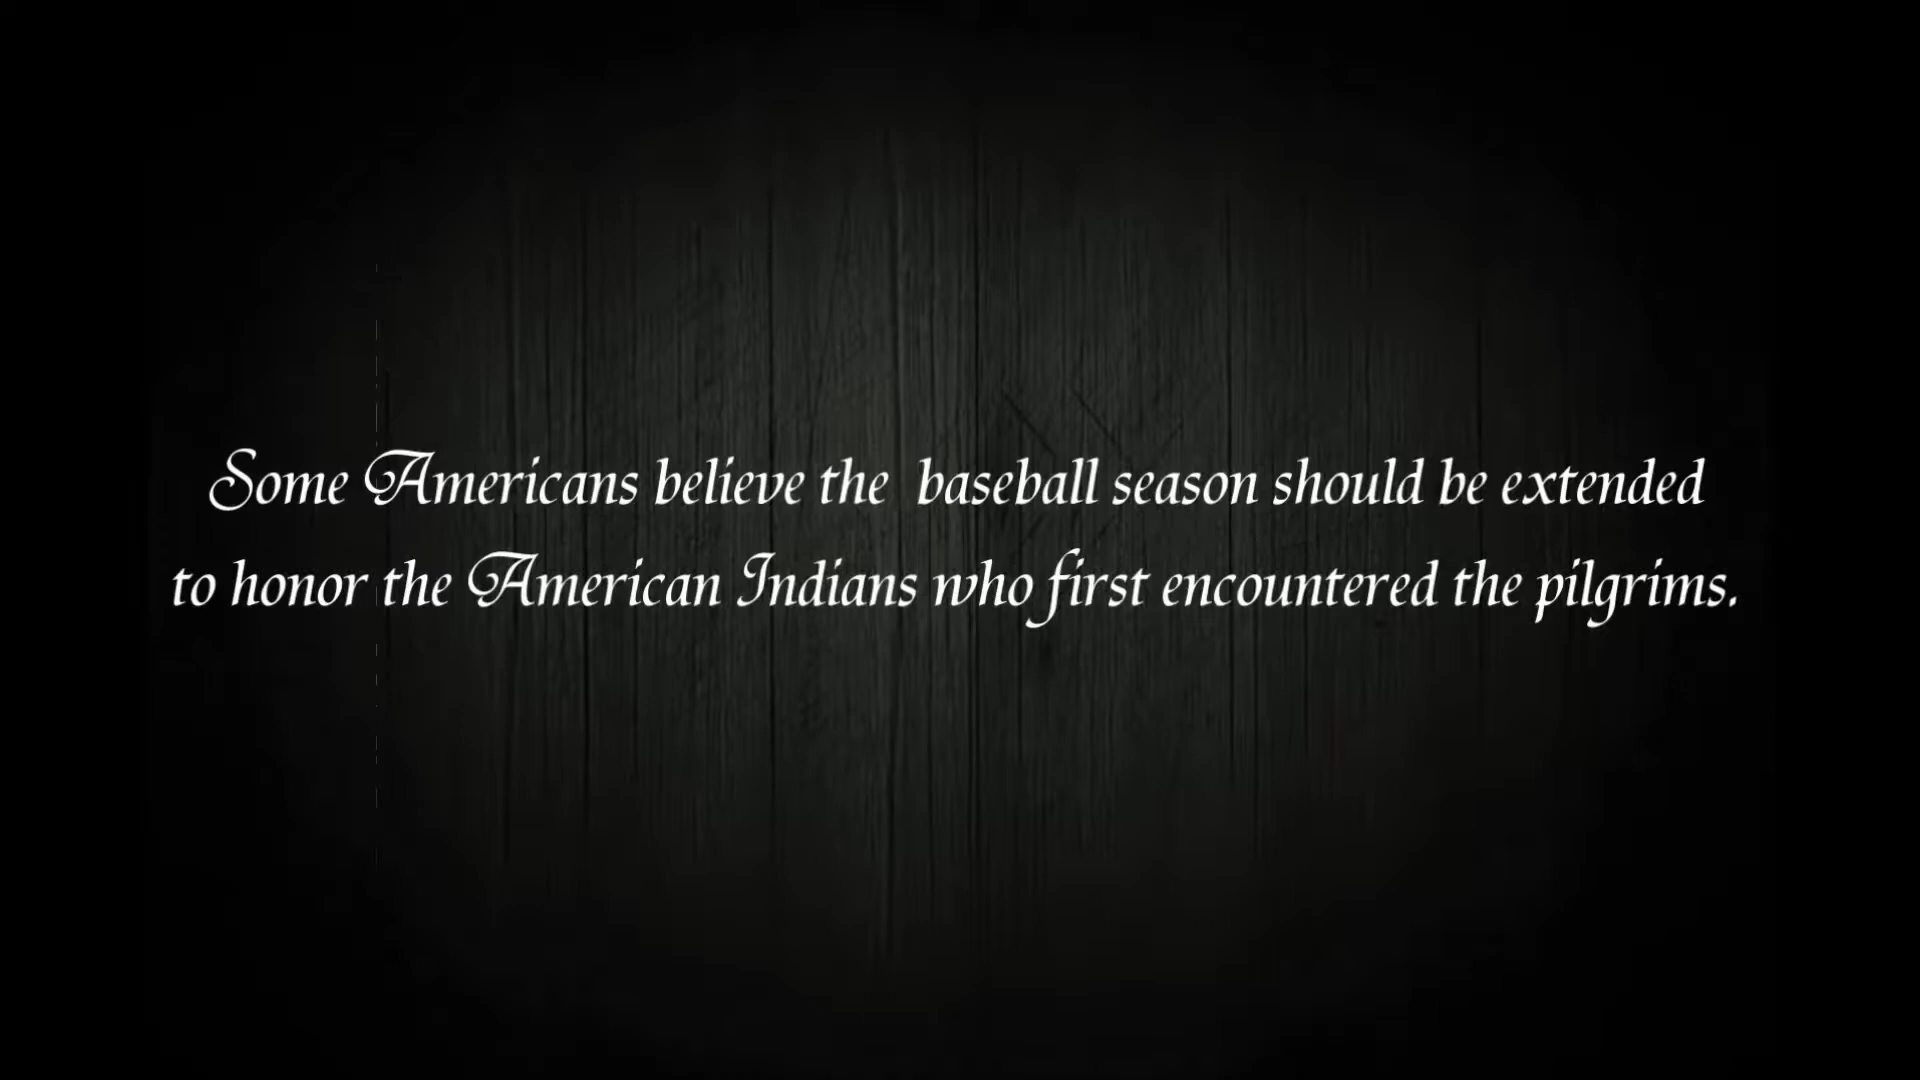 Some Americans believe the  baseball season should be extended
to honor the American Indians who first encountered the pilgrims.